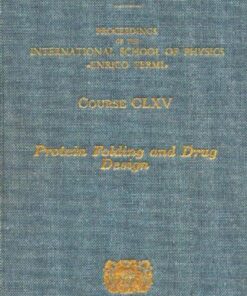 PROCEEDINGS
OF THE
INTERNATIONAL SCHOOL OF PHYSICS
«ENRICO FERMI»
COURSE CLXV
Protein Folding and Drug
Design